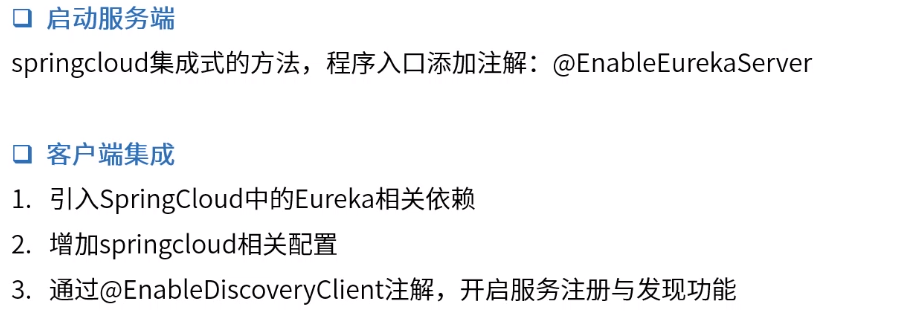 ❑ 启动服务端
springcloud集成式的方法，程序入口添加注解：@EnableEurekaServer
❑ 客户端集成
1. 引入SpringCloud中的Eureka相关依赖
2. 增加springcloud相关配置
3. 通过@EnableDiscoveryClient注解，开启服务注册与发现功能